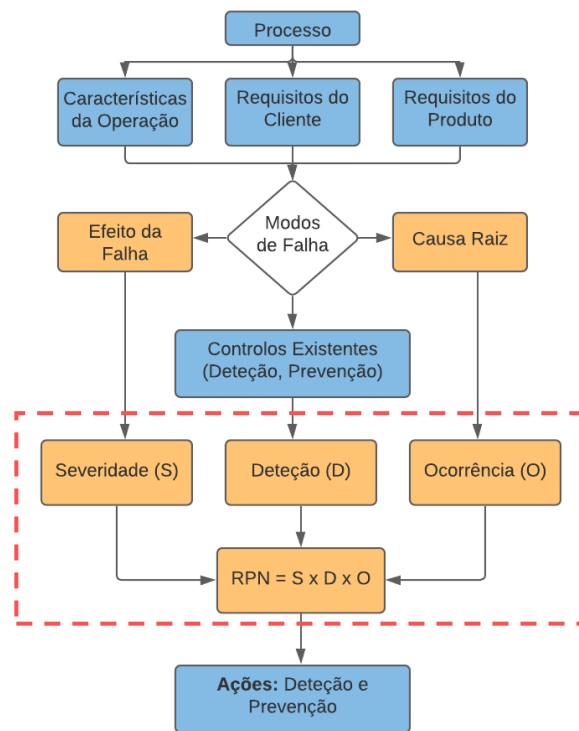 Processo
Características
da Operação
Requisitos do
Cliente
Requisitos do
Produto
Modos
de Falha
Efeito da
Falha
Causa Raiz
Controlos Existentes
(Deteção, Prevenção)
Severidade (S)
Deteção (D)
Ocorrência (O)
RPN = S x D x O
Ações: Deteção e
Prevenção